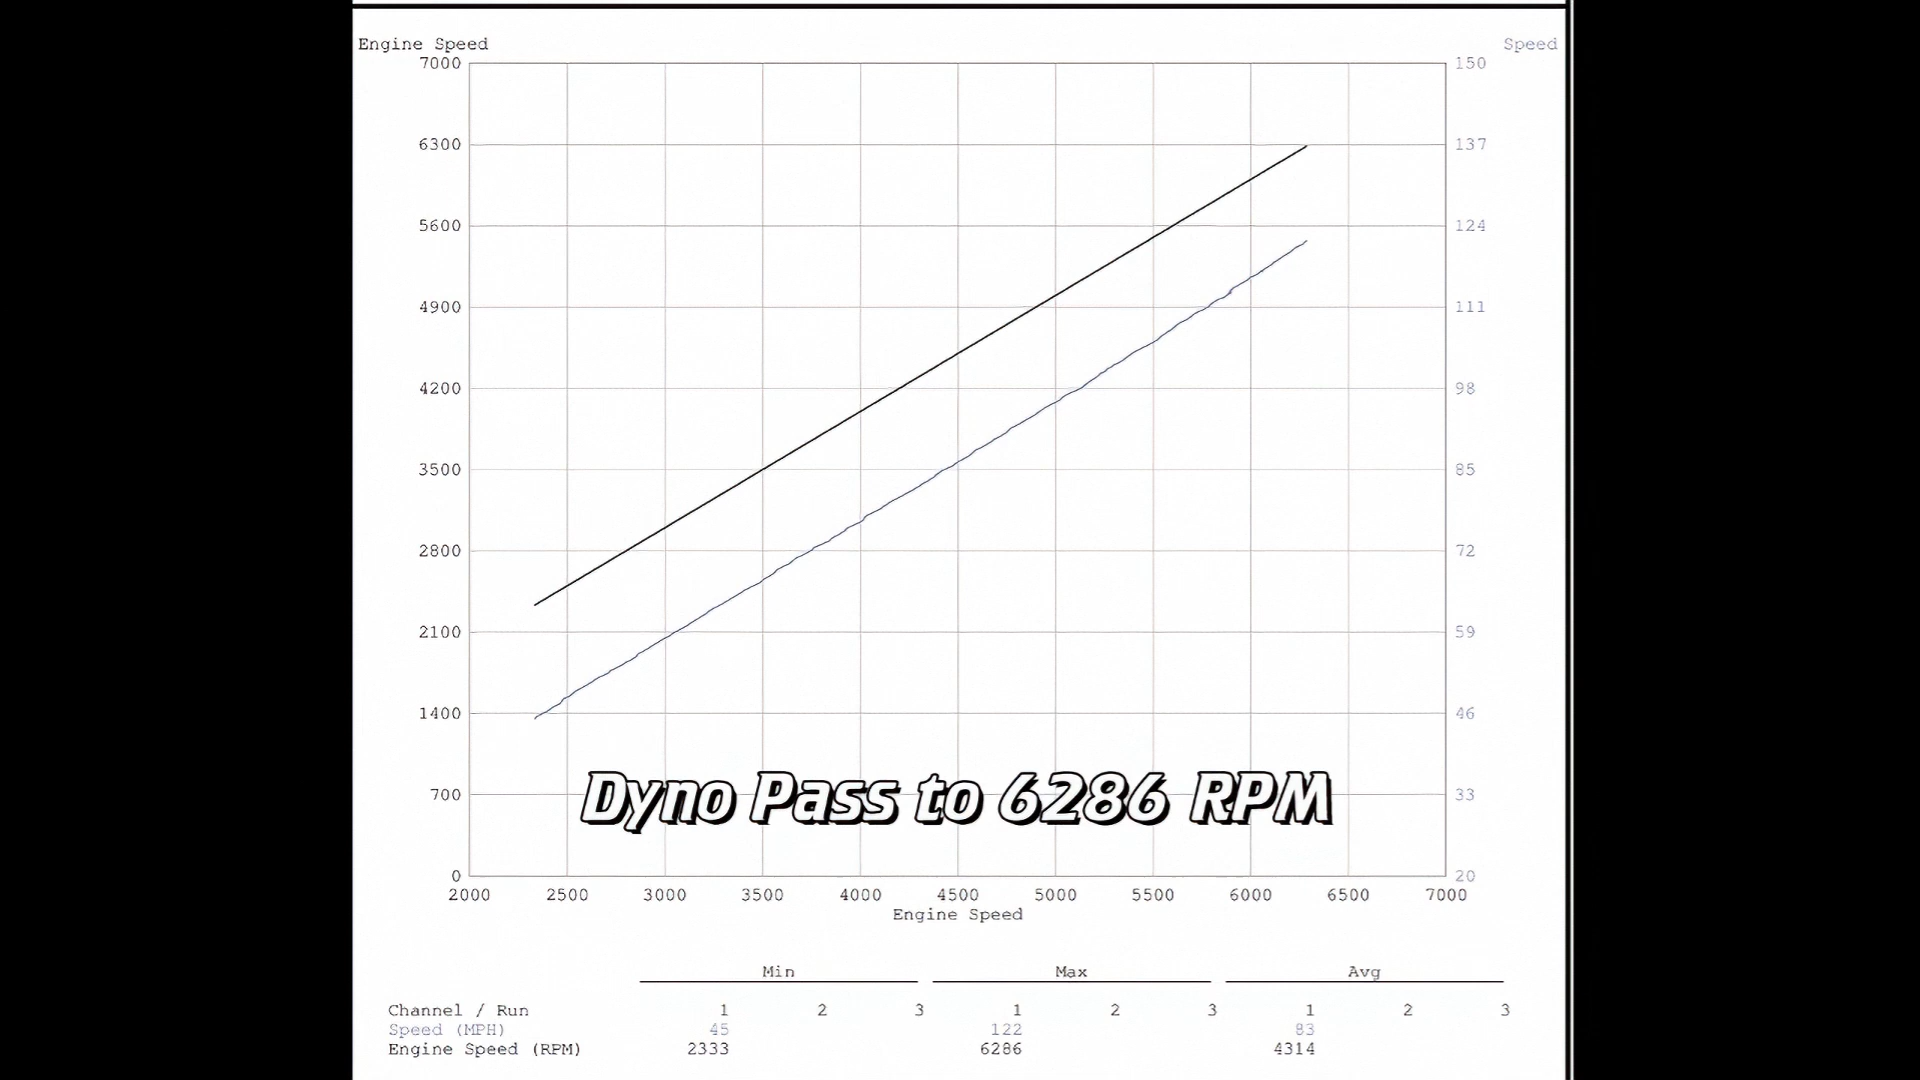 Engine Speed Speed
7000 150
6300 137
5600 124
4900 111
4200 98
3500 85
2800 72
2100 59
1400 46
700 33
Dyno Pass to 6286 RPM
0 20
2000 2500 3000 3500 4000 4500 5000 5500 6000 6500 7000
Engine Speed
Min Max Avg
Channel / Run 1 2 3 1 2 3 1 2 3
Speed (MPH) 45 122 83
Engine Speed (RPM) 2333 6286 4314